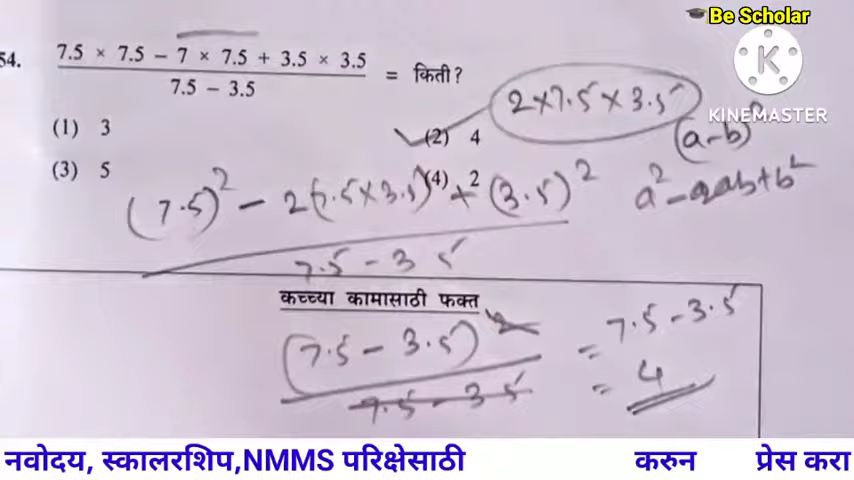 Be Scholar
KINEMASTER
54. 7.5 × 7.5 − 7 × 7.5 + 3.5 × 3.5
7.5 − 3.5
= किती?
2×7.5×3.5
(a-b)²
(1) 3
(2) 4
(3) 5
(4) 2
(7.5)² − 2(7.5×3.5) + (3.5)²
7.5 − 3.5
a² − 2ab + b²
कच्च्या कामासाठी फक्त
(7.5 − 3.5)²
7.5 − 3.5
= 7.5 − 3.5
= 4
नवोदय, स्कालरशिप,NMMS परिक्षेसाठी करुन प्रेस करा